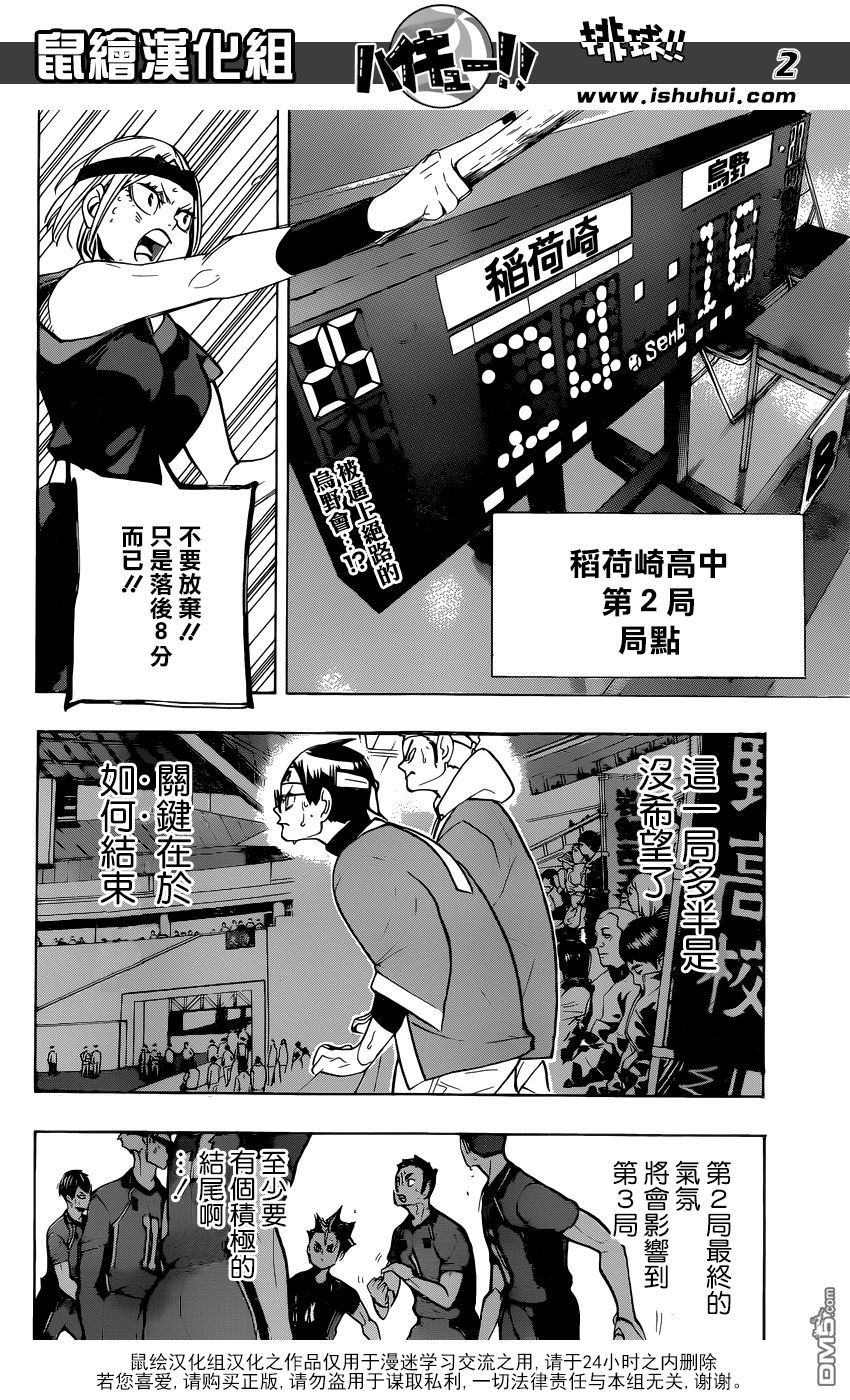 鼠繪漢化組
ハイキュー!!
排球!!
2
www.ishuhui.com
烏野
稻荷崎
16
24
Senb
B
被逼上絕路的
烏野會…!?
稻荷崎高中
第2局
局點
不要放棄!!
只是落後8分
而已!!
這一局多半是
沒希望了
關鍵在於
如何結束
野高校
第2局最終的
氣氛
將會影響到
第3局
至少要
有個積極的
結尾啊
…!
DM5.com
鼠绘汉化组汉化之作品仅用于漫迷学习交流之用,请于24小时之内删除
若您喜爱,请购买正版,请勿盗用于谋取私利,一切法律责任与本组无关,谢谢。